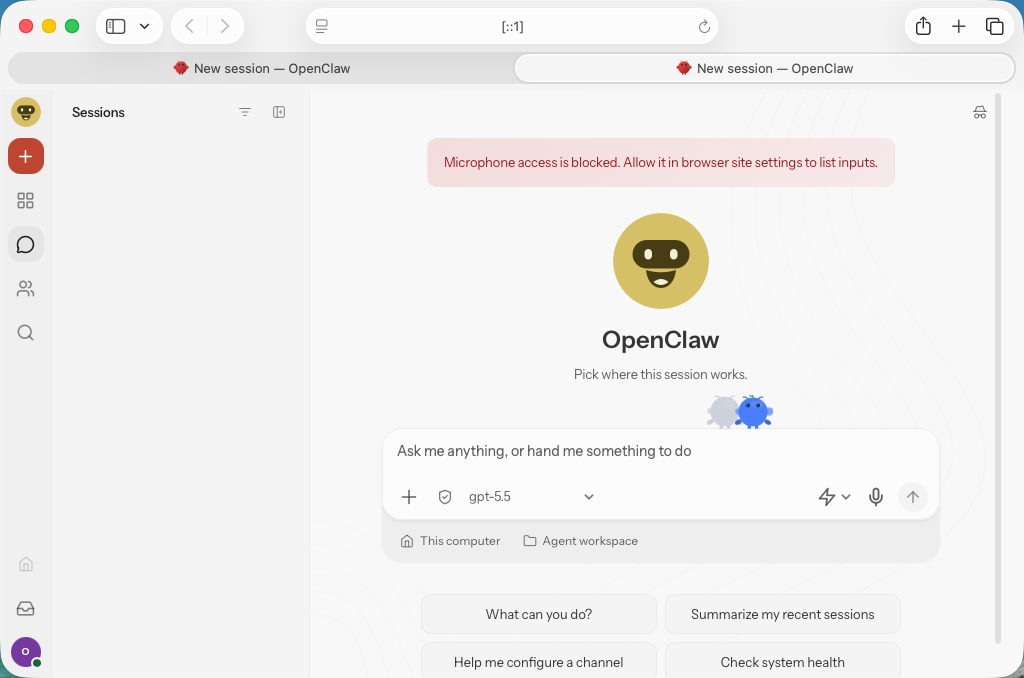 [::1]
New session — OpenClaw
New session — OpenClaw
Sessions
Microphone access is blocked. Allow it in browser site settings to list inputs.
OpenClaw
Pick where this session works.
Ask me anything, or hand me something to do
gpt-5.5
This computer
Agent workspace
What can you do?
Summarize my recent sessions
Help me configure a channel
Check system health
O